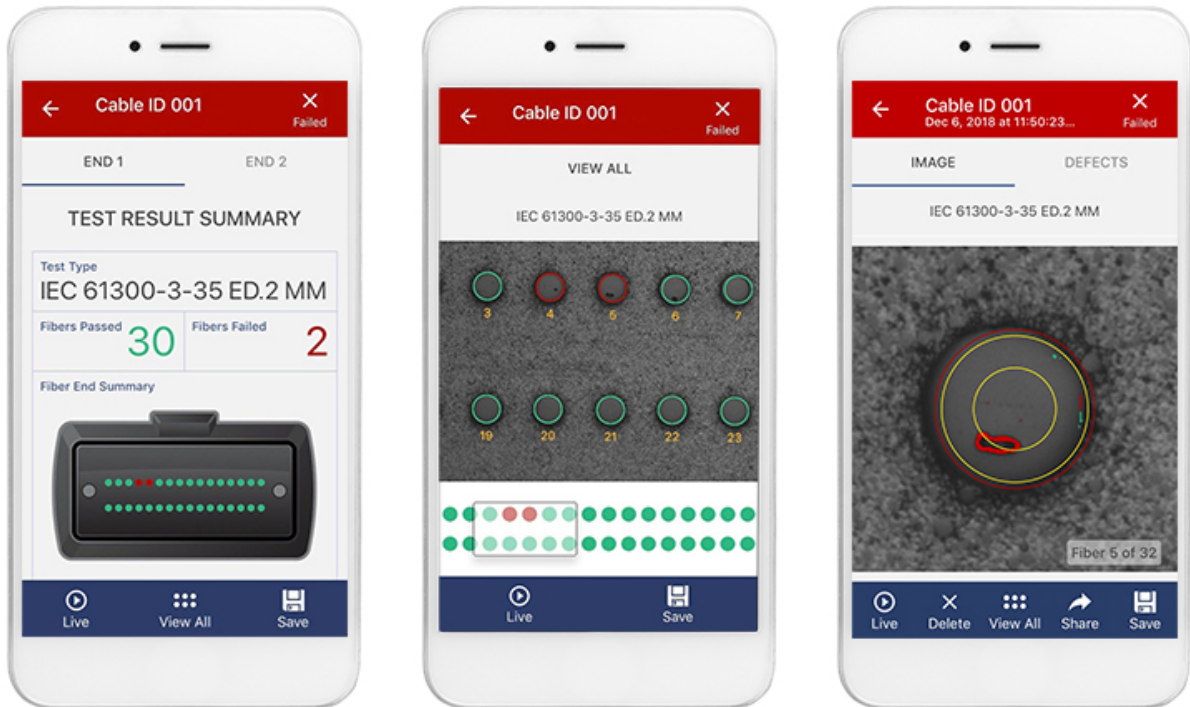 Cable ID 001
Failed
END 1
END 2
TEST RESULT SUMMARY
Test Type
IEC 61300-3-35 ED.2 MM
Fibers Passed 30
Fibers Failed 2
Fiber End Summary
Live
View All
Save
Cable ID 001
Failed
VIEW ALL
IEC 61300-3-35 ED.2 MM
3 4 5 6 7
19 20 21 22 23
Live
Save
Cable ID 001
Dec 6, 2018 at 11:50:23...
Failed
IMAGE
DEFECTS
IEC 61300-3-35 ED.2 MM
Fiber 5 of 32
Live
Delete
View All
Share
Save